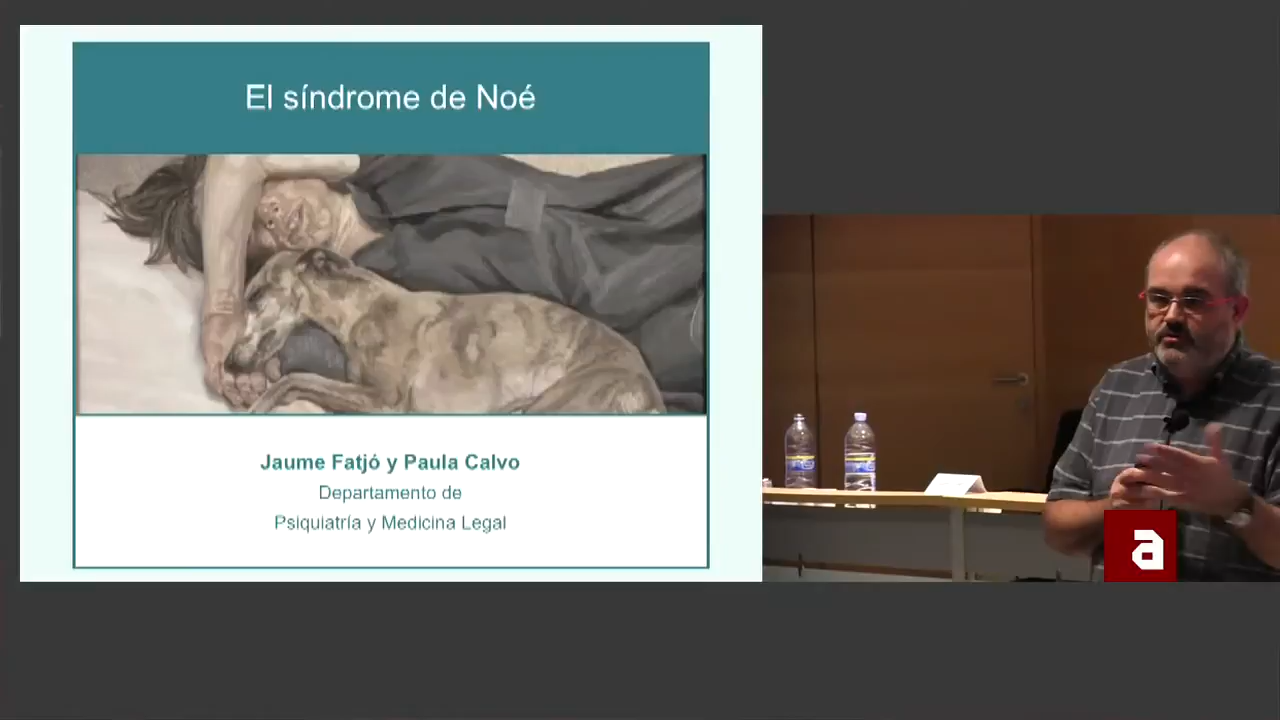 El síndrome de Noé
Jaume Fatjó y Paula Calvo
Departamento de
Psiquiatría y Medicina Legal
a